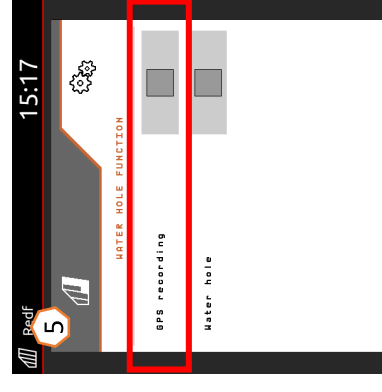 Redf 15:17
5
WATER HOLE FUNCTION
GPS recording
Water hole